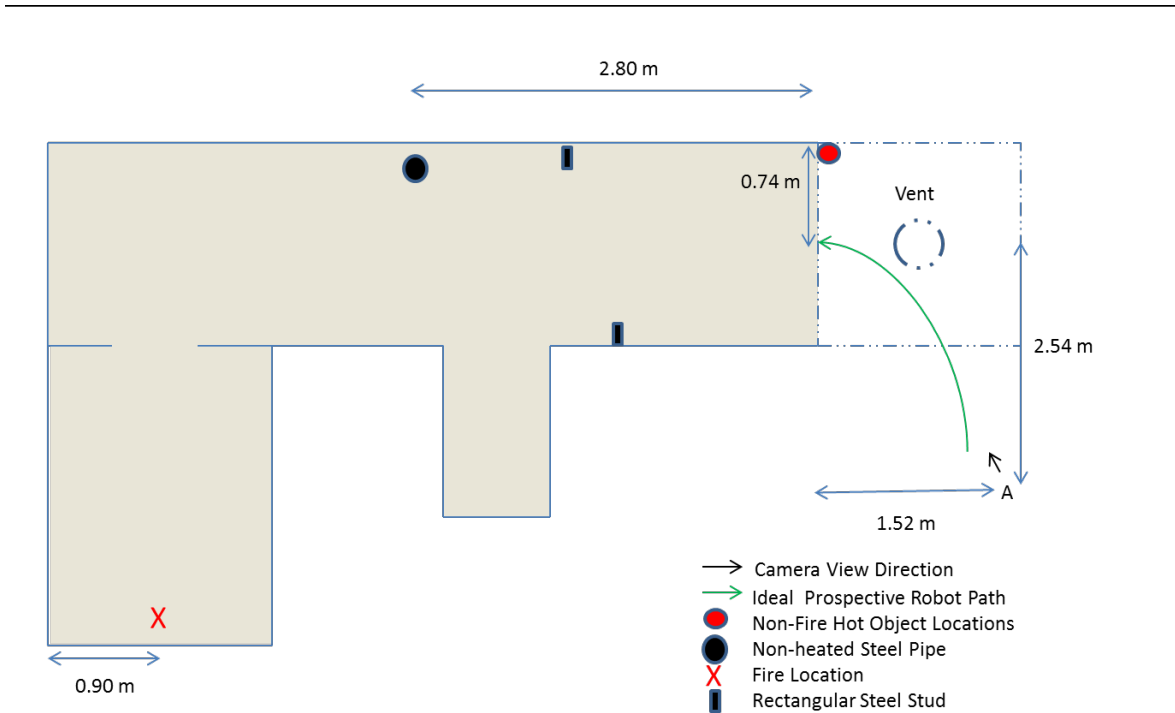 2.80 m
0.74 m
Vent
2.54 m
A
1.52 m
Camera View Direction
Ideal Prospective Robot Path
Non-Fire Hot Object Locations
Non-heated Steel Pipe
X
X Fire Location
0.90 m
Rectangular Steel Stud